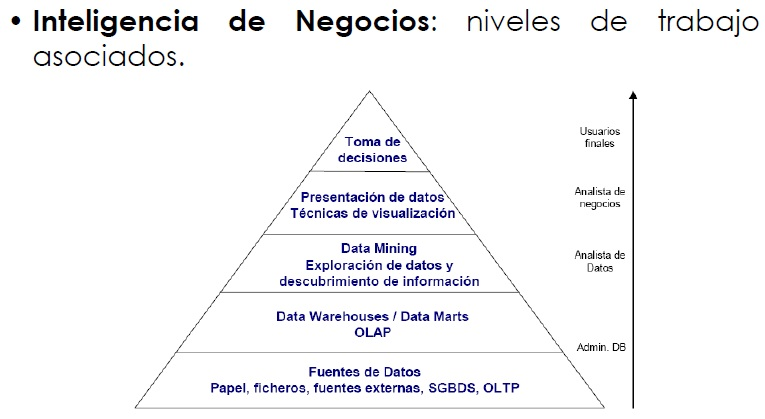 • Inteligencia de Negocios: niveles de trabajo
asociados.
Toma de
decisiones
Usuarios
finales
Presentación de datos
Técnicas de visualización
Analista de
negocios
Data Mining
Exploración de datos y
descubrimiento de información
Analista de
Datos
Data Warehouses / Data Marts
OLAP
Admin. DB
Fuentes de Datos
Papel, ficheros, fuentes externas, SGBDS, OLTP